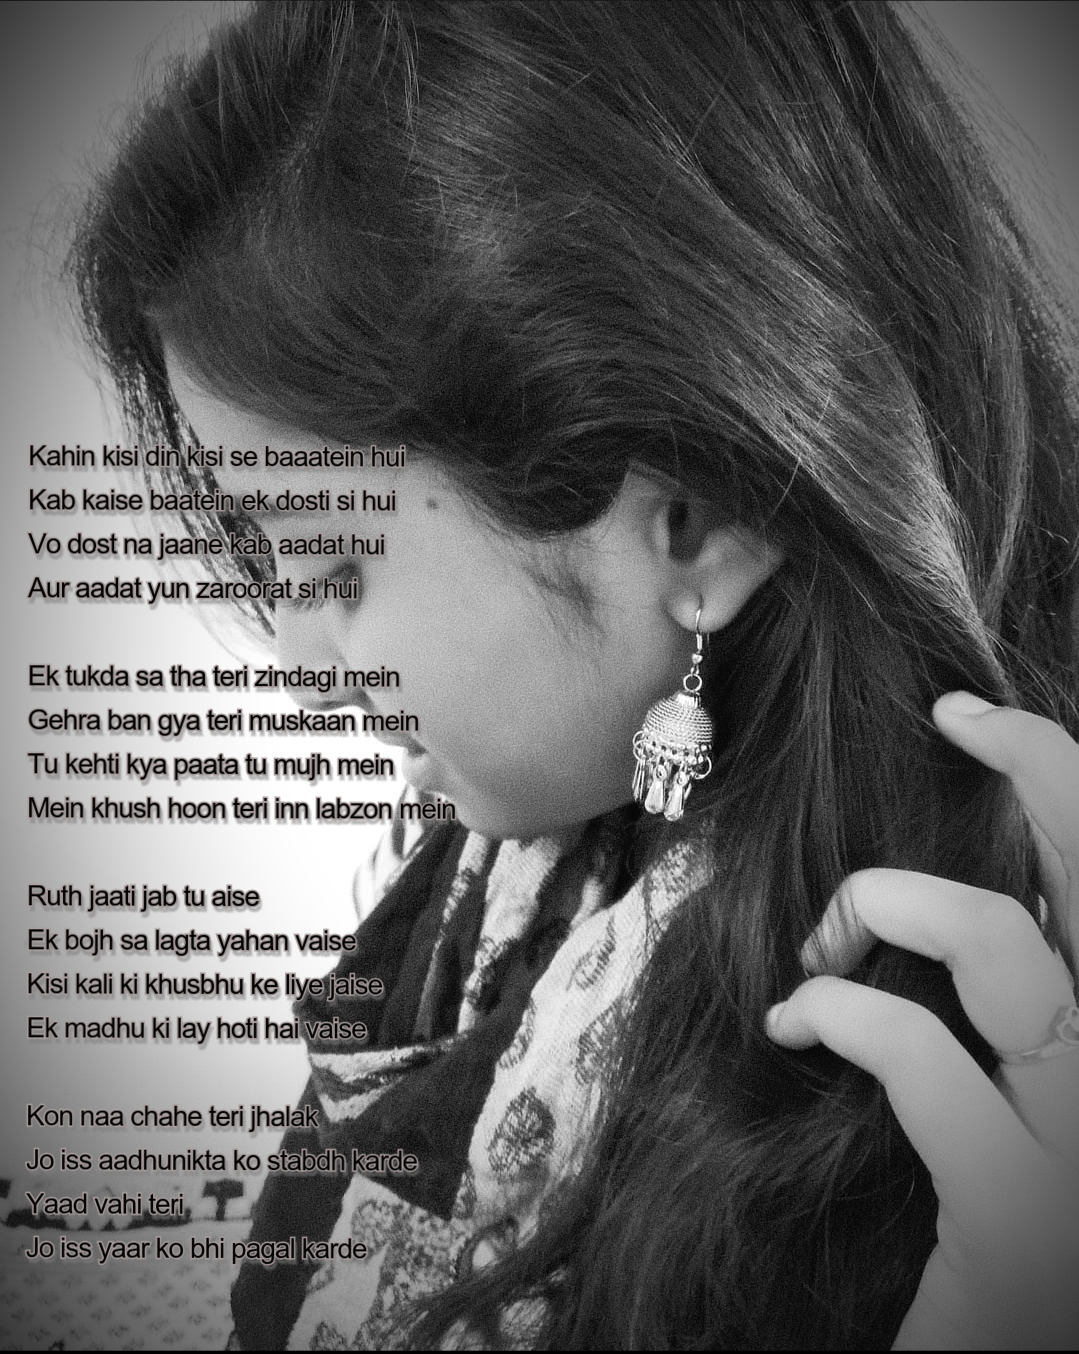 Kahin kisi din kisi se baaatein hui
Kab kaise baatein ek dosti si hui
Vo dost na jaane kab aadat hui
Aur aadat yun zaroorat si hui
Ek tukda sa tha teri zindagi mein
Gehra ban gya teri muskaan mein
Tu kehti kya paata tu mujh mein
Mein khush hoon teri inn labzon mein
Ruth jaati jab tu aise
Ek bojh sa lagta yahan vaise
Kisi kali ki khusbhu ke liye jaise
Ek madhu ki lay hoti hai vaise
Kon naa chahe teri jhalak
Jo iss aadhunikta ko stabdh karde
Yaad vahi teri
Jo iss yaar ko bhi pagal karde